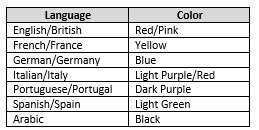 Language Color
English/British Red/Pink
French/France Yellow
German/Germany Blue
Italian/Italy Light Purple/Red
Portuguese/Portugal Dark Purple
Spanish/Spain Light Green
Arabic Black